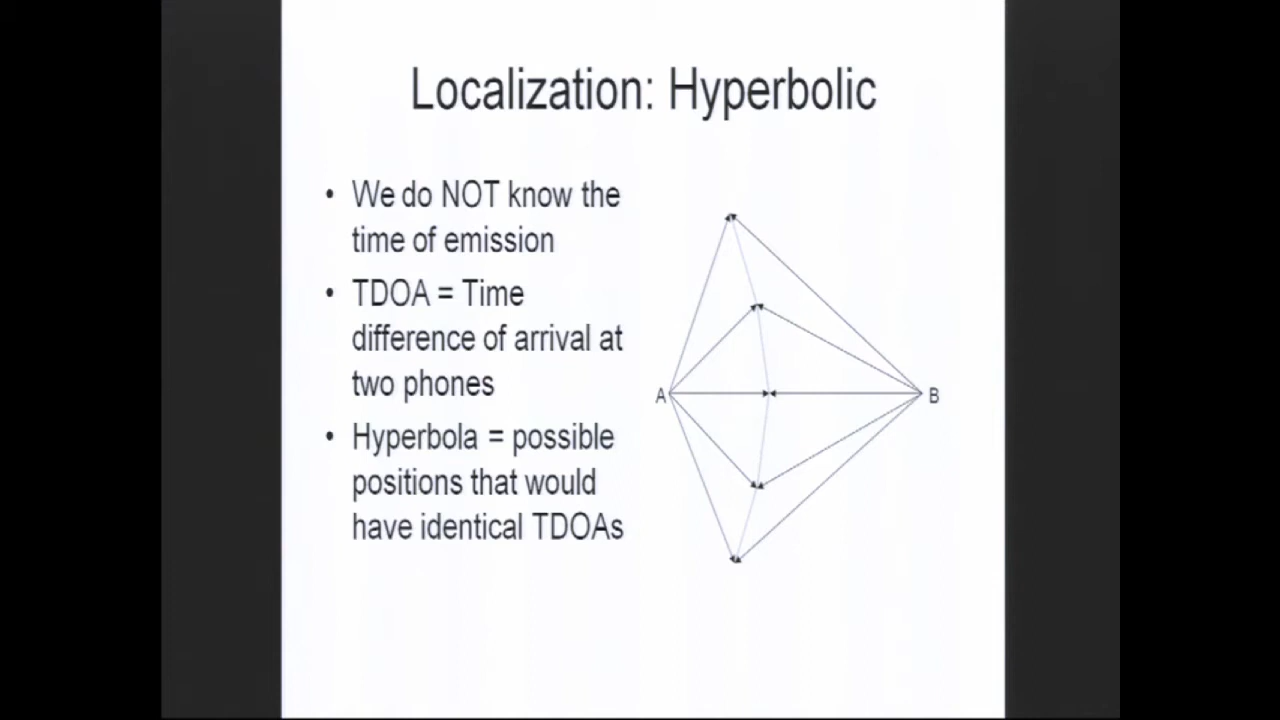 Localization: Hyperbolic
• We do NOT know the
time of emission
• TDOA = Time
difference of arrival at
two phones
• Hyperbola = possible
positions that would
have identical TDOAs
A
B